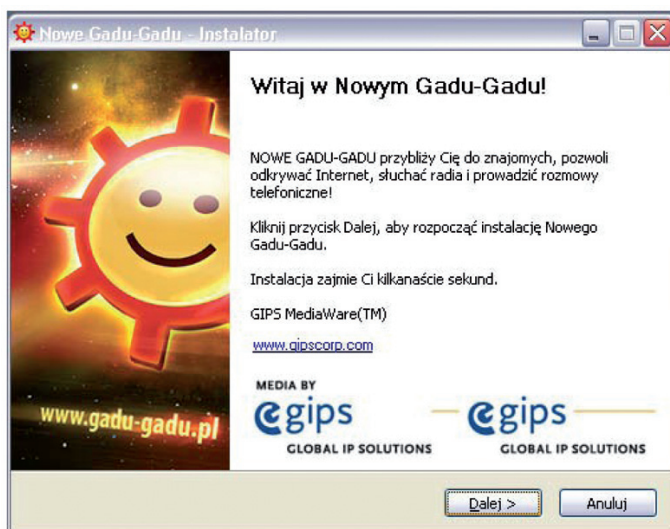 Nowe Gadu-Gadu - Instalator
Witaj w Nowym Gadu-Gadu!
NOWE GADU-GADU przybliży Cię do znajomych, pozwoli
odkrywać Internet, słuchać radia i prowadzić rozmowy
telefoniczne!
Kliknij przycisk Dalej, aby rozpocząć instalację Nowego
Gadu-Gadu.
Instalacja zajmie Ci kilkanaście sekund.
GIPS MediaWare(TM)
www.gipscorp.com
MEDIA BY
gips
GLOBAL IP SOLUTIONS
gips
GLOBAL IP SOLUTIONS
www.gadu-gadu.pl
Dalej >
Anuluj